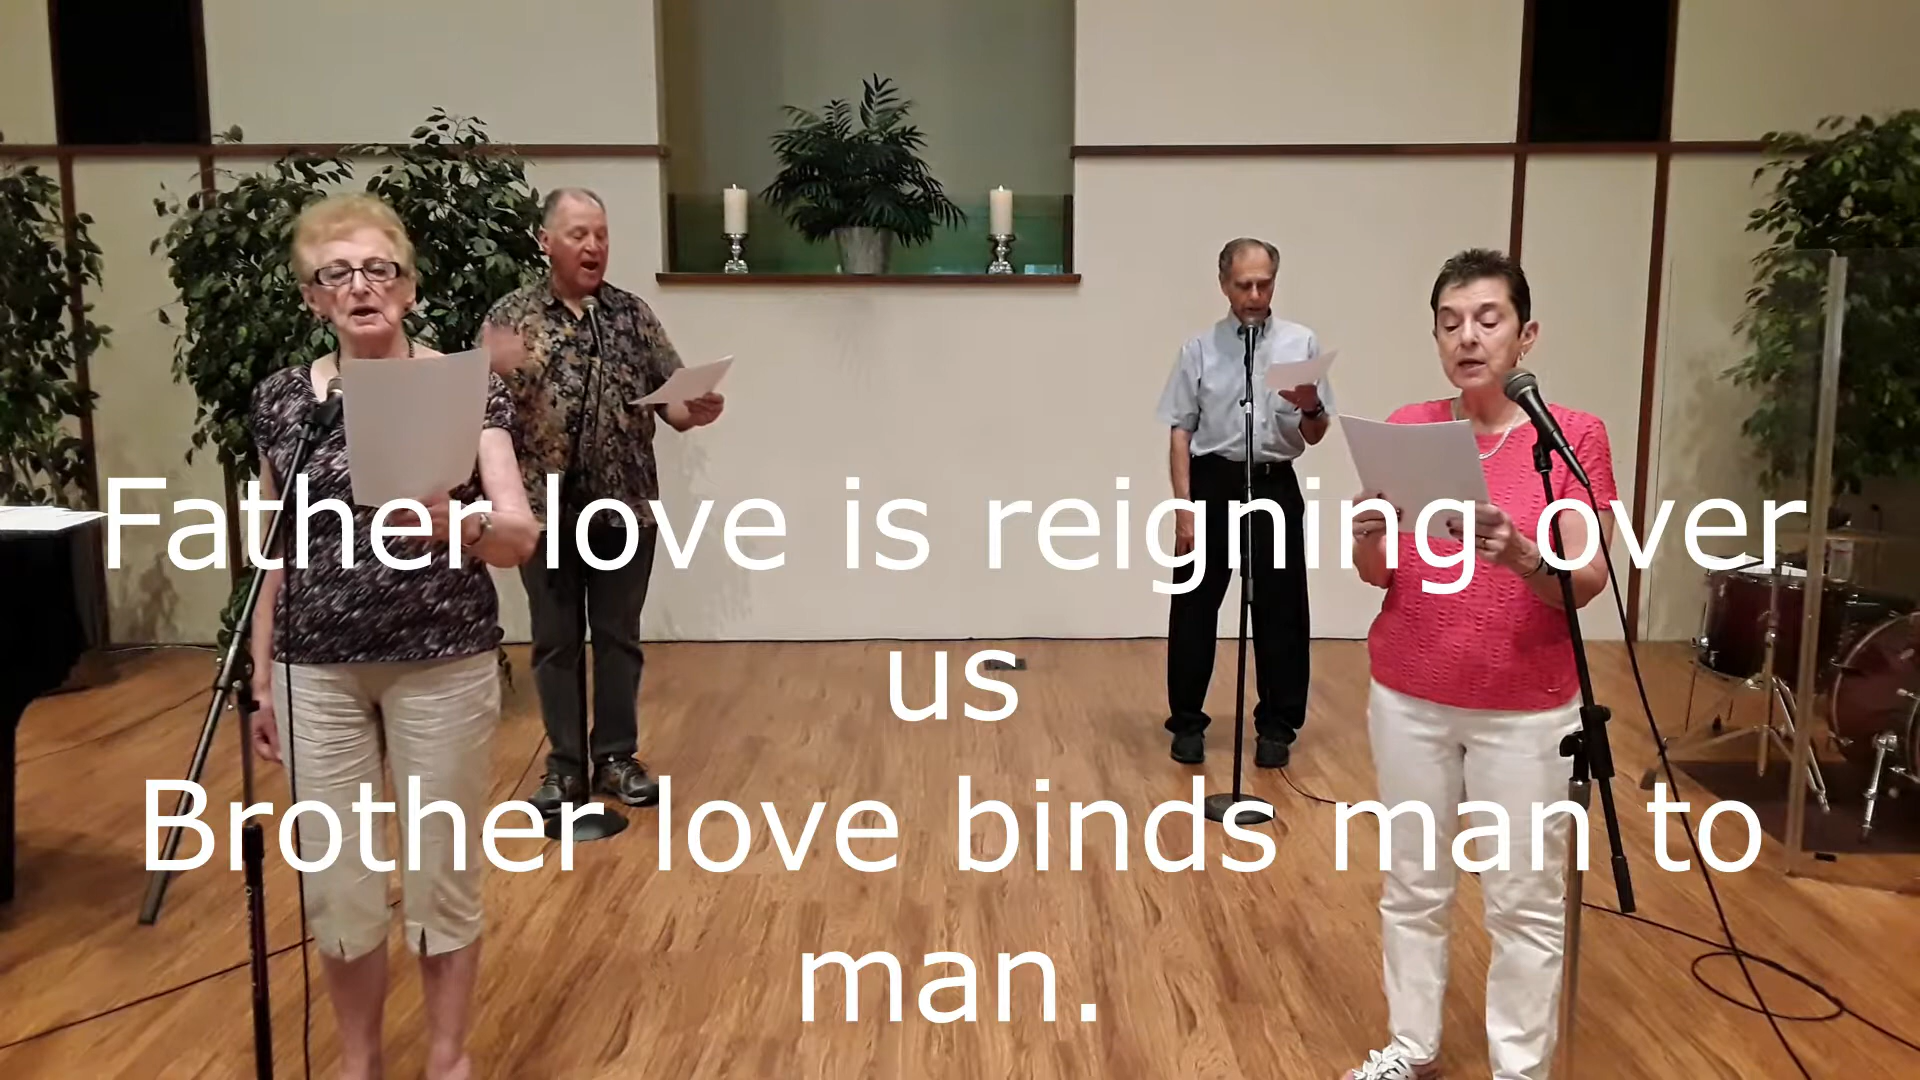 Father love is reigning over
us
Brother love binds man to
man.